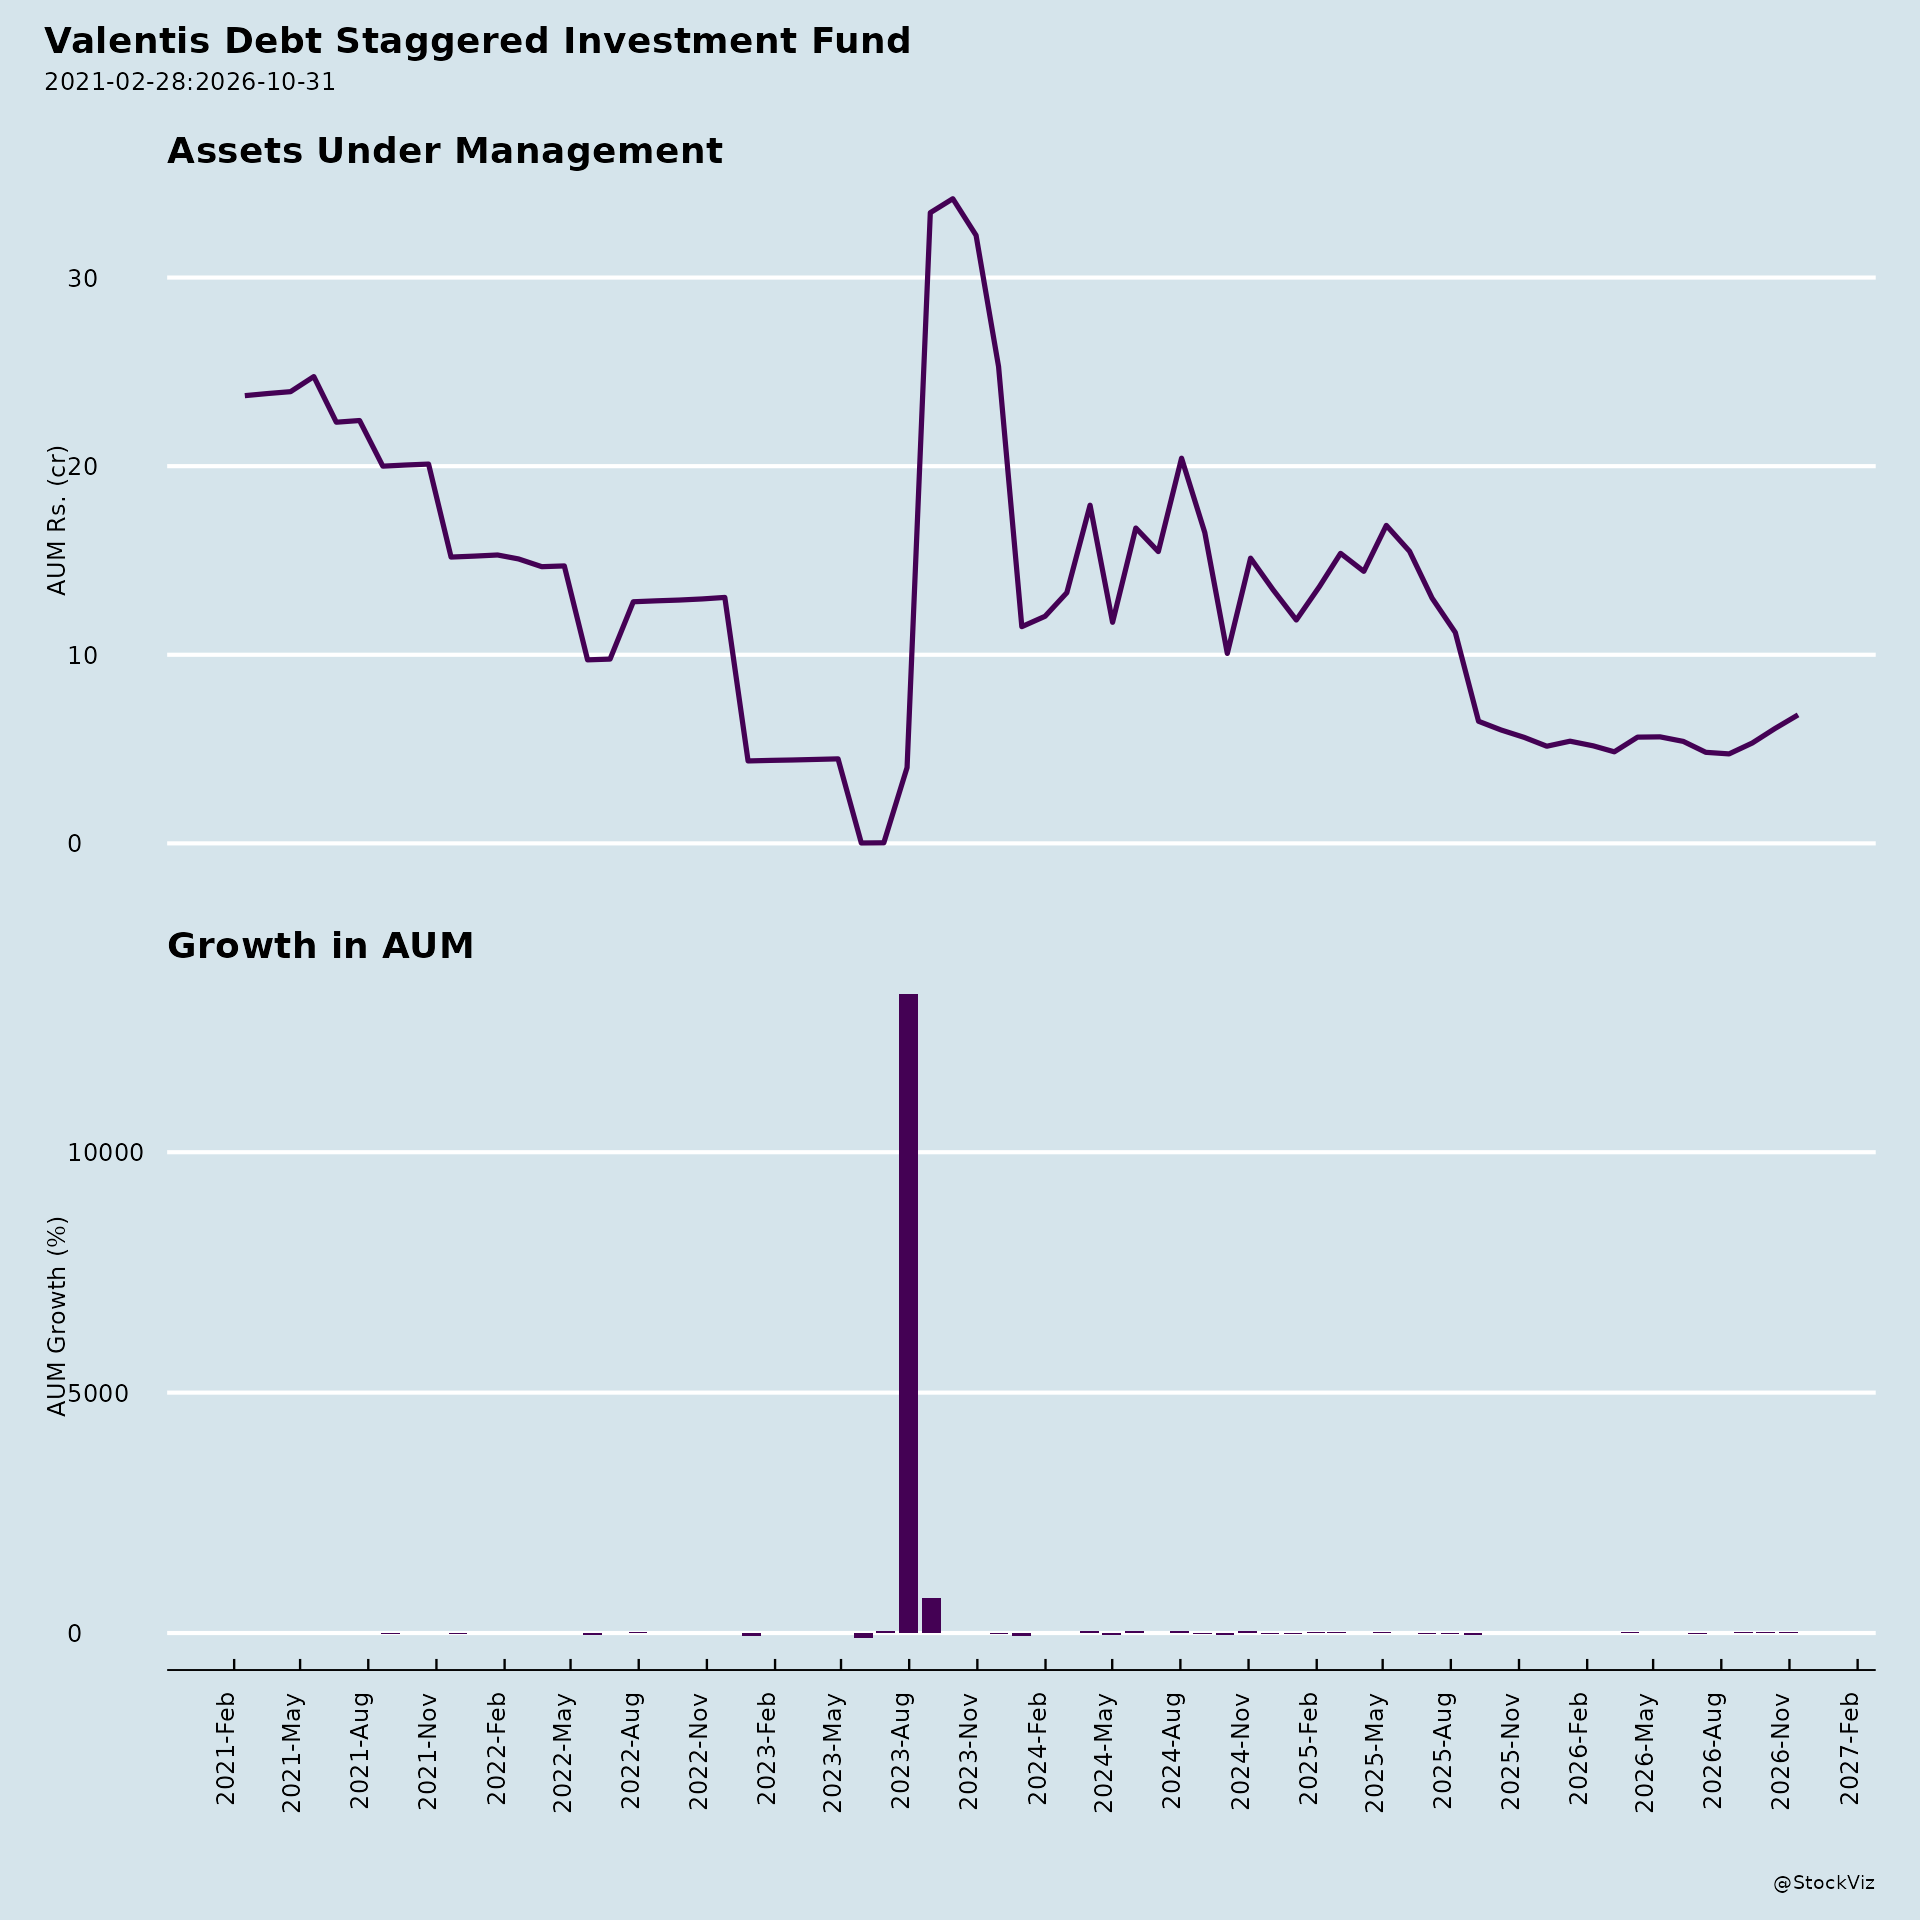 Valentis Debt Staggered Investment Fund
2021-02-28:2026-10-31
Assets Under Management
AUM Rs. (cr)
30
20
10
0
Growth in AUM
AUM Growth (%)
10000
5000
0
2021-Feb
2021-May
2021-Aug
2021-Nov
2022-Feb
2022-May
2022-Aug
2022-Nov
2023-Feb
2023-May
2023-Aug
2023-Nov
2024-Feb
2024-May
2024-Aug
2024-Nov
2025-Feb
2025-May
2025-Aug
2025-Nov
2026-Feb
2026-May
2026-Aug
2026-Nov
2027-Feb
@StockViz